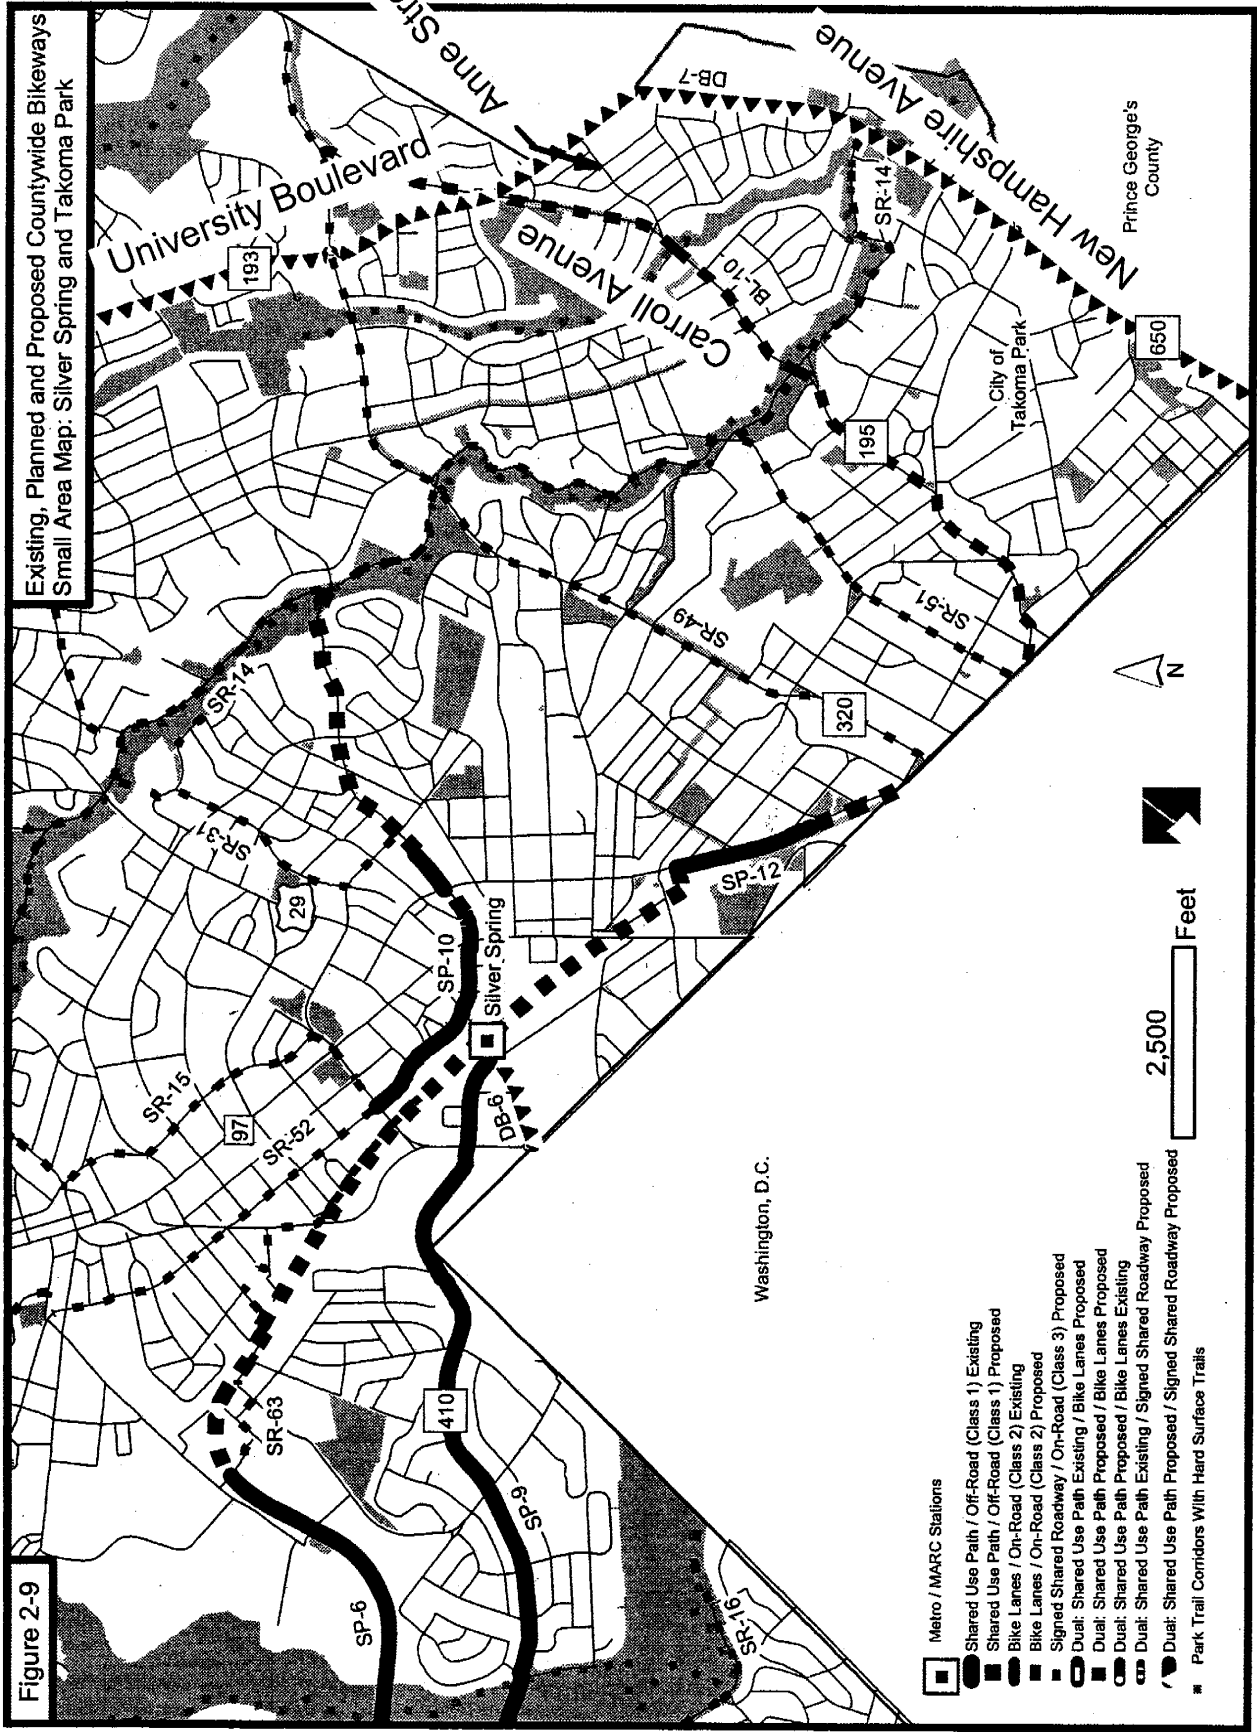 Figure 2-9
Existing, Planned and Proposed Countywide Bikeways
Small Area Map: Silver Spring and Takoma Park
University Boulevard
193
Anne Str
DB-7
New Hampshire Avenue
Prince George's
County
SR-14
Carroll Avenue
BL-10
City of
Takoma Park
650
195
SR-14
SR-49
SR-51
320
SR-31
29
SP-10
Silver Spring
SP-12
SR-15
97
SR-52
DB-6
SR-63
410
SP-6
SP-9
SR-16
Washington, D.C.
N
2,500
Feet
Metro / MARC Stations
Shared Use Path / Off-Road (Class 1) Existing
Shared Use Path / Off-Road (Class 1) Proposed
Bike Lanes / On-Road (Class 2) Existing
Bike Lanes / On-Road (Class 2) Proposed
Signed Shared Roadway / On-Road (Class 3) Proposed
Dual: Shared Use Path Existing / Bike Lanes Proposed
Dual: Shared Use Path Proposed / Bike Lanes Proposed
Dual: Shared Use Path Proposed / Bike Lanes Existing
Dual: Shared Use Path Existing / Signed Shared Roadway Proposed
Dual: Shared Use Path Proposed / Signed Shared Roadway Proposed
Park Trail Corridors With Hard Surface Trails